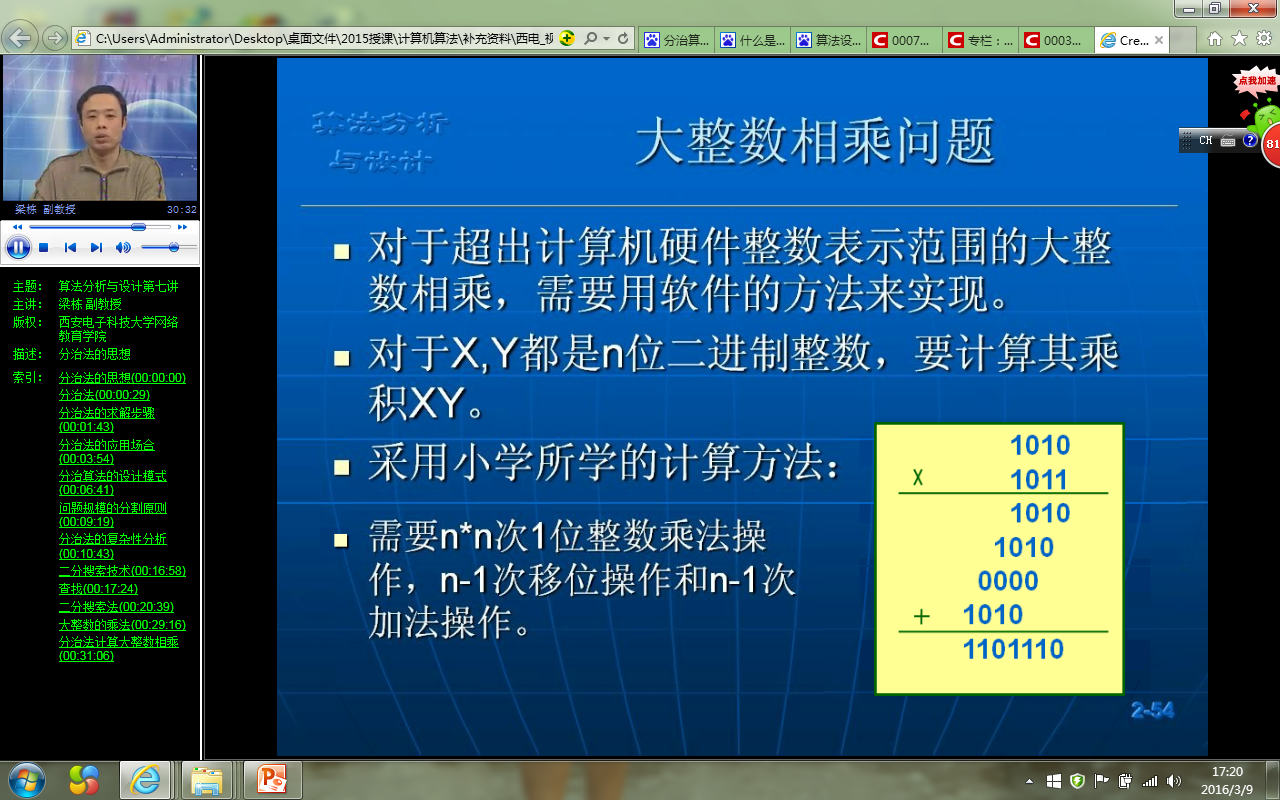 C:\Users\Administrator\Desktop\桌面文件\2015授课\计算机算法\补充资料\西电_视
分治算...
什么是...
算法设...
0007...
专栏：...
0003...
Cre...
点我加速
CH
81
梁栋 副教授 30:32
主题： 算法分析与设计第七讲
主讲： 梁栋 副教授
版权： 西安电子科技大学网络
教育学院
描述： 分治法的思想
索引： 分治法的思想(00:00:00)
分治法(00:00:29)
分治法的求解步骤
(00:01:43)
分治法的应用场合
(00:03:54)
分治算法的设计模式
(00:06:41)
问题规模的分割原则
(00:09:19)
分治法的复杂性分析
(00:10:43)
二分搜索技术(00:16:58)
查找(00:17:24)
二分搜索法(00:20:39)
大整数的乘法(00:29:16)
分治法计算大整数相乘
(00:31:06)
算法分析
与设计
大整数相乘问题
对于超出计算机硬件整数表示范围的大整
数相乘，需要用软件的方法来实现。
对于X,Y都是n位二进制整数，要计算其乘
积XY。
采用小学所学的计算方法：
需要n*n次1位整数乘法操
作，n-1次移位操作和n-1次
加法操作。
1010
X 1011
1010
1010
0000
+ 1010
1101110
2-54
17:20
2016/3/9